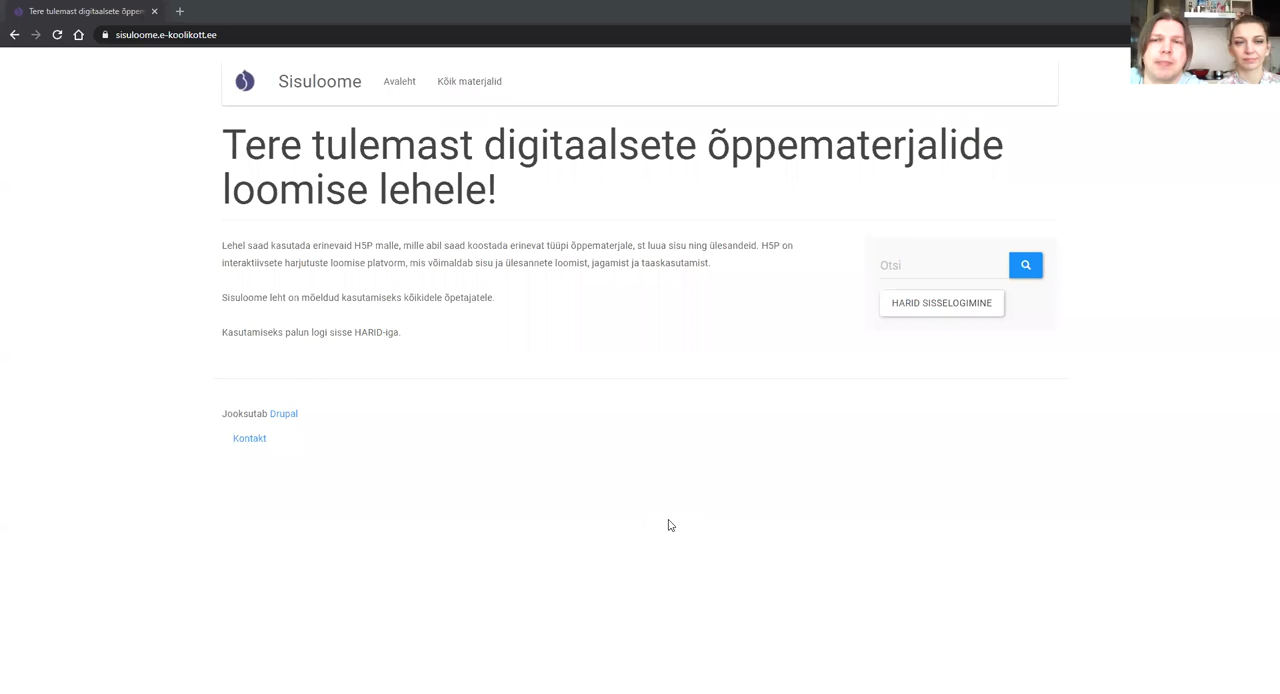 Tere tulemast digitaalsete õppem
sisuloome.e-koolikott.ee
Sisuloome Avaleht Kõik materjalid
Tere tulemast digitaalsete õppematerjalide
loomise lehele!
Lehel saad kasutada erinevaid H5P malle, mille abil saad koostada erinevat tüüpi õppematerjale, st luua sisu ning ülesandeid. H5P on
interaktiivsete harjutuste loomise platvorm, mis võimaldab sisu ja ülesannete loomist, jagamist ja taaskasutamist.
Sisuloome leht on mõeldud kasutamiseks kõikidele õpetajatele.
Kasutamiseks palun logi sisse HARID-iga.
Otsi
HARID SISSELOGIMINE
Jooksutab Drupal
Kontakt